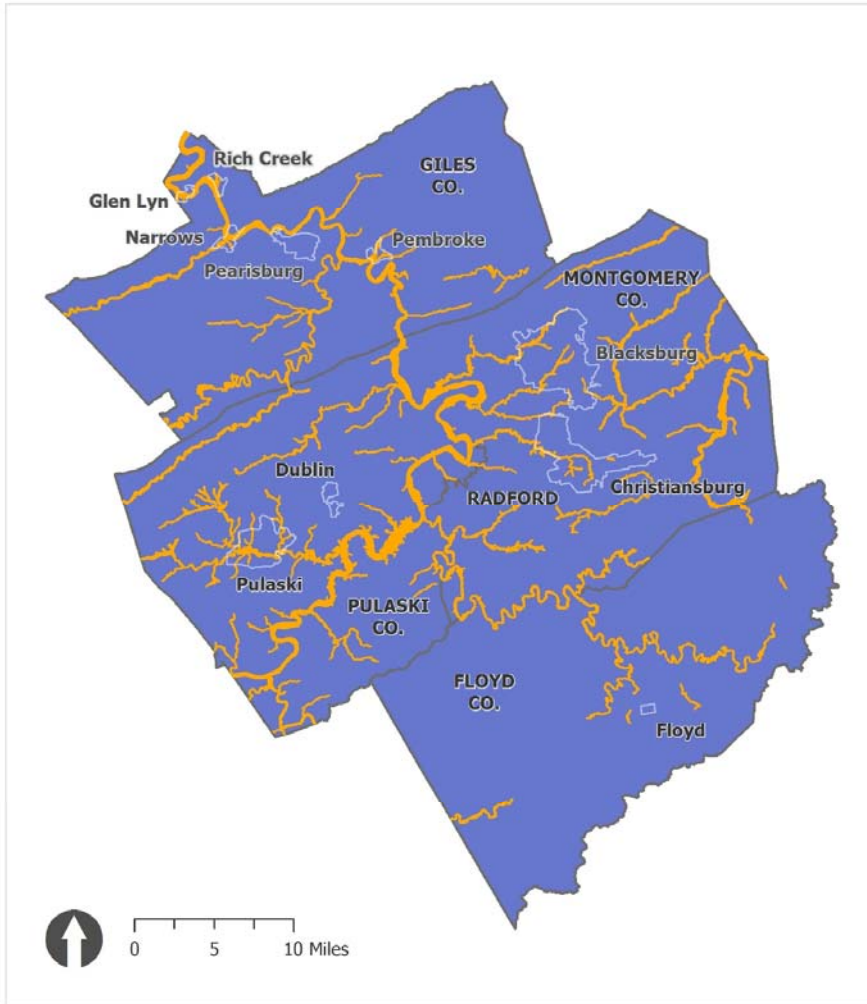 Rich Creek
GILES
CO.
Glen Lyn
Narrows
Pembroke
Pearisburg
MONTGOMERY
CO.
Blacksburg
Dublin
RADFORD
Christiansburg
Pulaski
PULASKI
CO.
FLOYD
CO.
Floyd
0 5 10 Miles